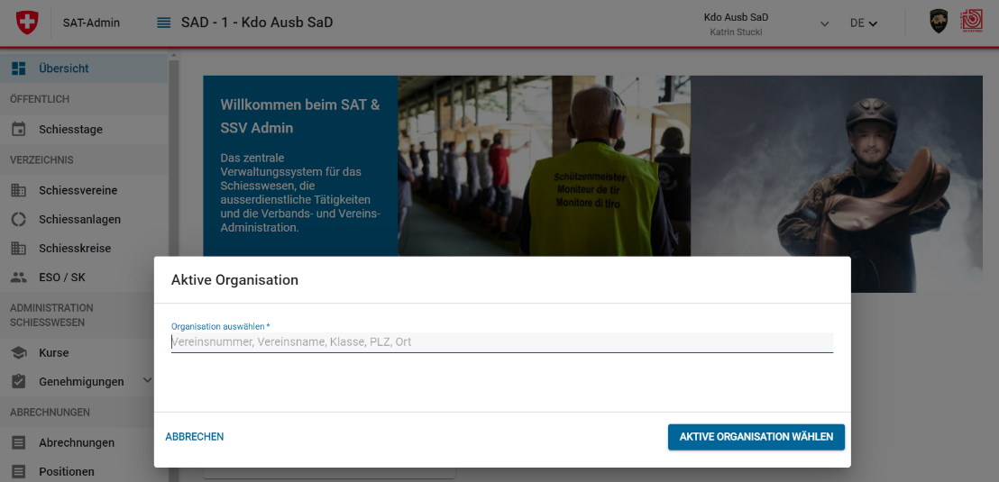 SAT-Admin
SAD - 1 - Kdo Ausb SaD
Kdo Ausb SaD
Katrin Stucki
DE
Übersicht
ÖFFENTLICH
Schiesstage
VERZEICHNIS
Schiessvereine
Schiessanlagen
Schiesskreise
ESO / SK
ADMINISTRATION
SCHIESSWESEN
Kurse
Genehmigungen
ABRECHNUNGEN
Abrechnungen
Positionen
Willkommen beim SAT &
SSV Admin
Das zentrale
Verwaltungssystem für das
Schiesswesen, die
ausserdienstliche Tätigkeiten
und die Verbands- und Vereins-
Administration.
Schützenmeister
Moniteur de tir
Monitore di tiro
Aktive Organisation
Organisation auswählen *
Vereinsnummer, Vereinsname, Klasse, PLZ, Ort
ABBRECHEN
AKTIVE ORGANISATION WÄHLEN